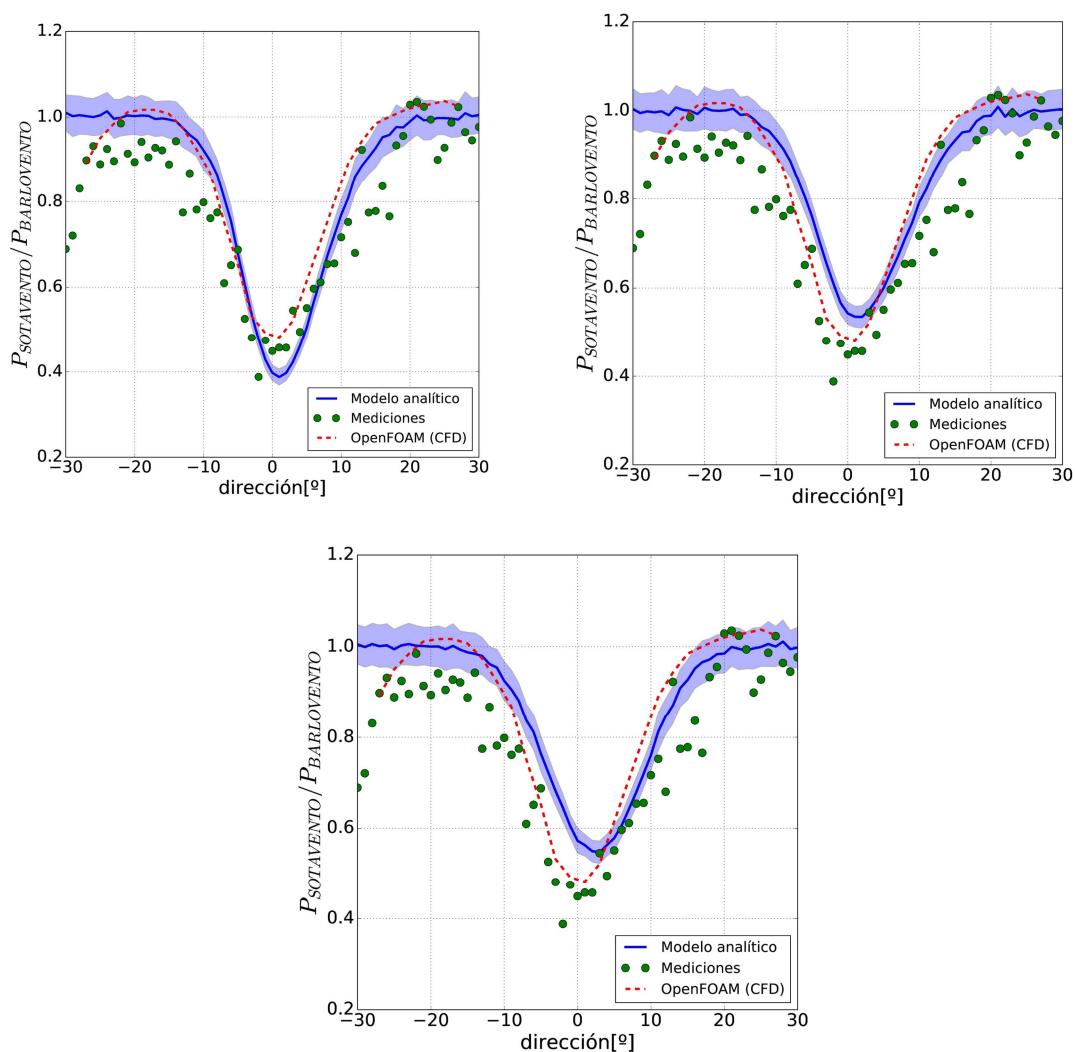 1.2
1.0
0.8
0.6
0.4
0.2
P_SOTAVENTO/P_BARLOVENTO
Modelo analítico
Mediciones
OpenFOAM (CFD)
−30 −20 −10 0 10 20 30
dirección[º]
1.2
1.0
0.8
0.6
0.4
0.2
P_SOTAVENTO/P_BARLOVENTO
Modelo analítico
Mediciones
OpenFOAM (CFD)
−30 −20 −10 0 10 20 30
dirección[º]
1.2
1.0
0.8
0.6
0.4
0.2
P_SOTAVENTO/P_BARLOVENTO
Modelo analítico
Mediciones
OpenFOAM (CFD)
−30 −20 −10 0 10 20 30
dirección[º]